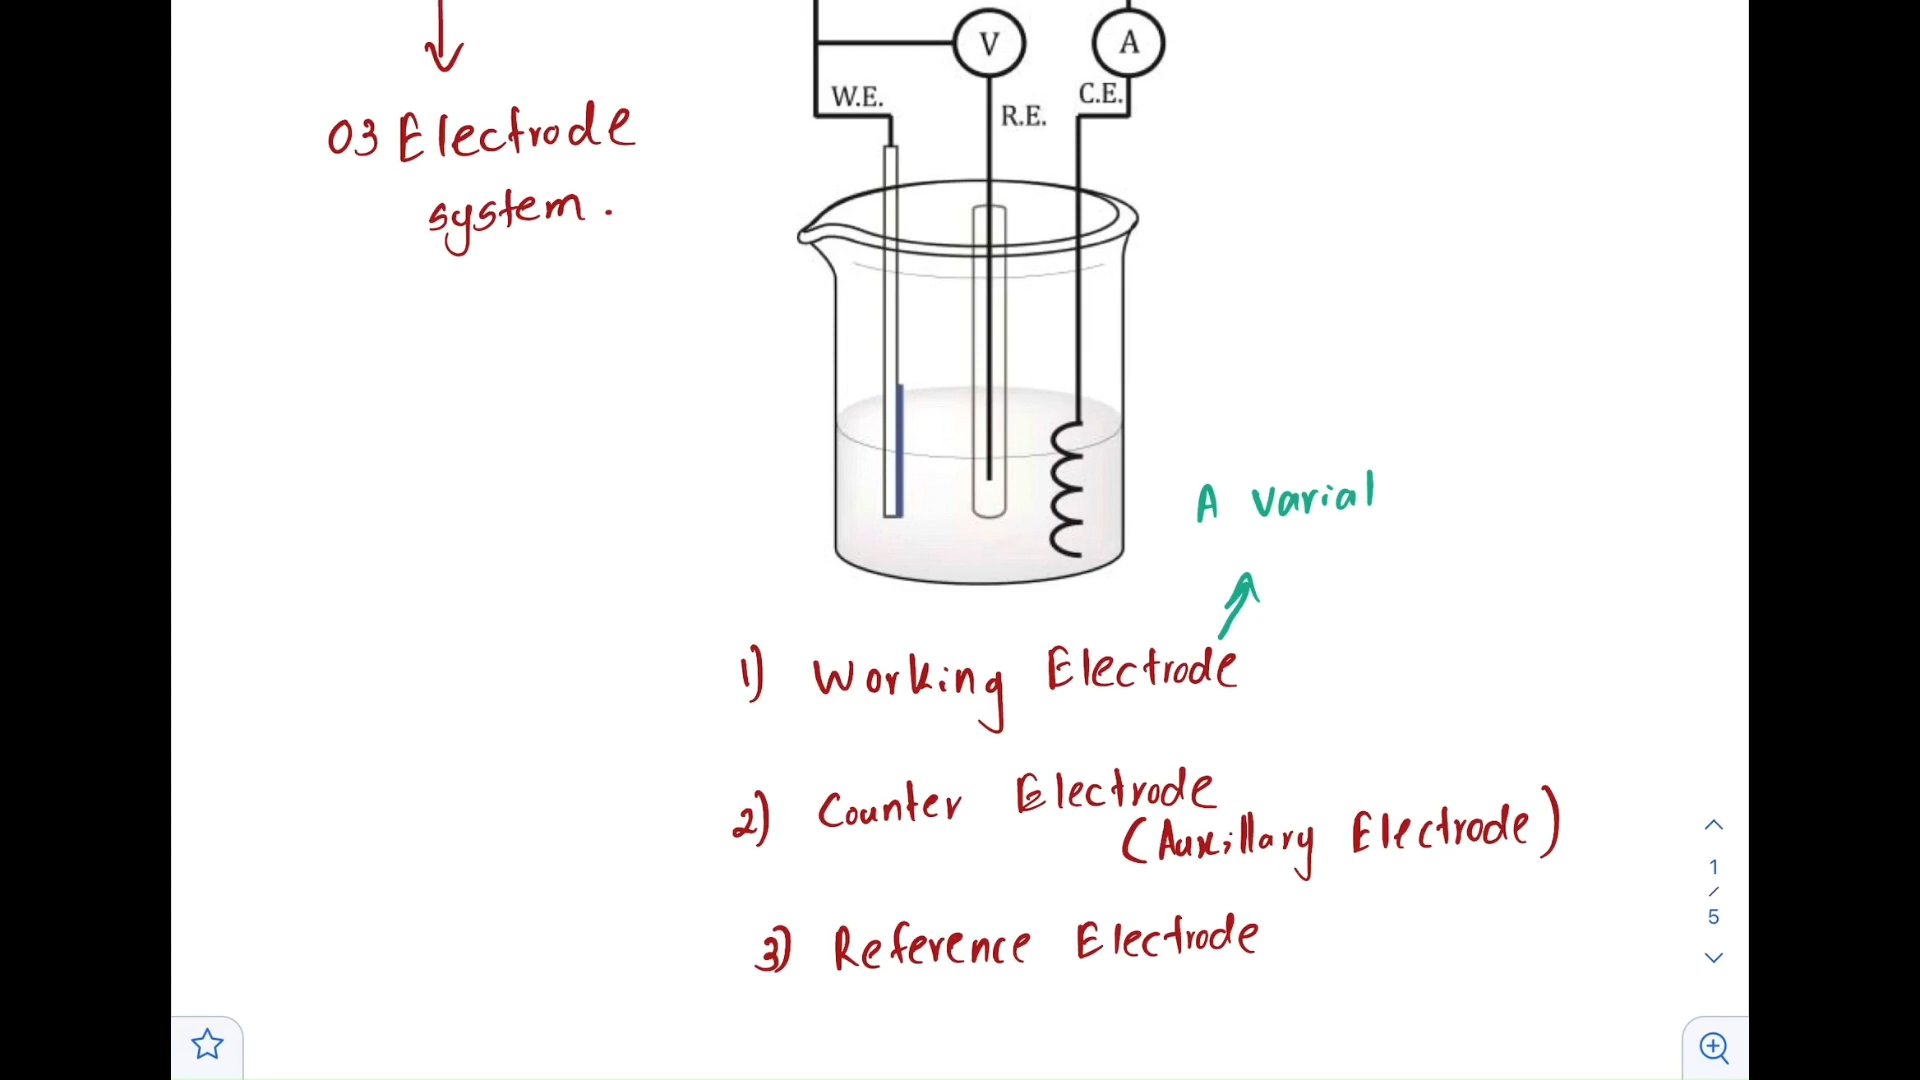 V
A
W.E.
C.E.
R.E.
03 Electrode
system.
A varial
1) Working Electrode
2) Counter Electrode
(Auxillary Electrode)
3) Reference Electrode
1
/
5